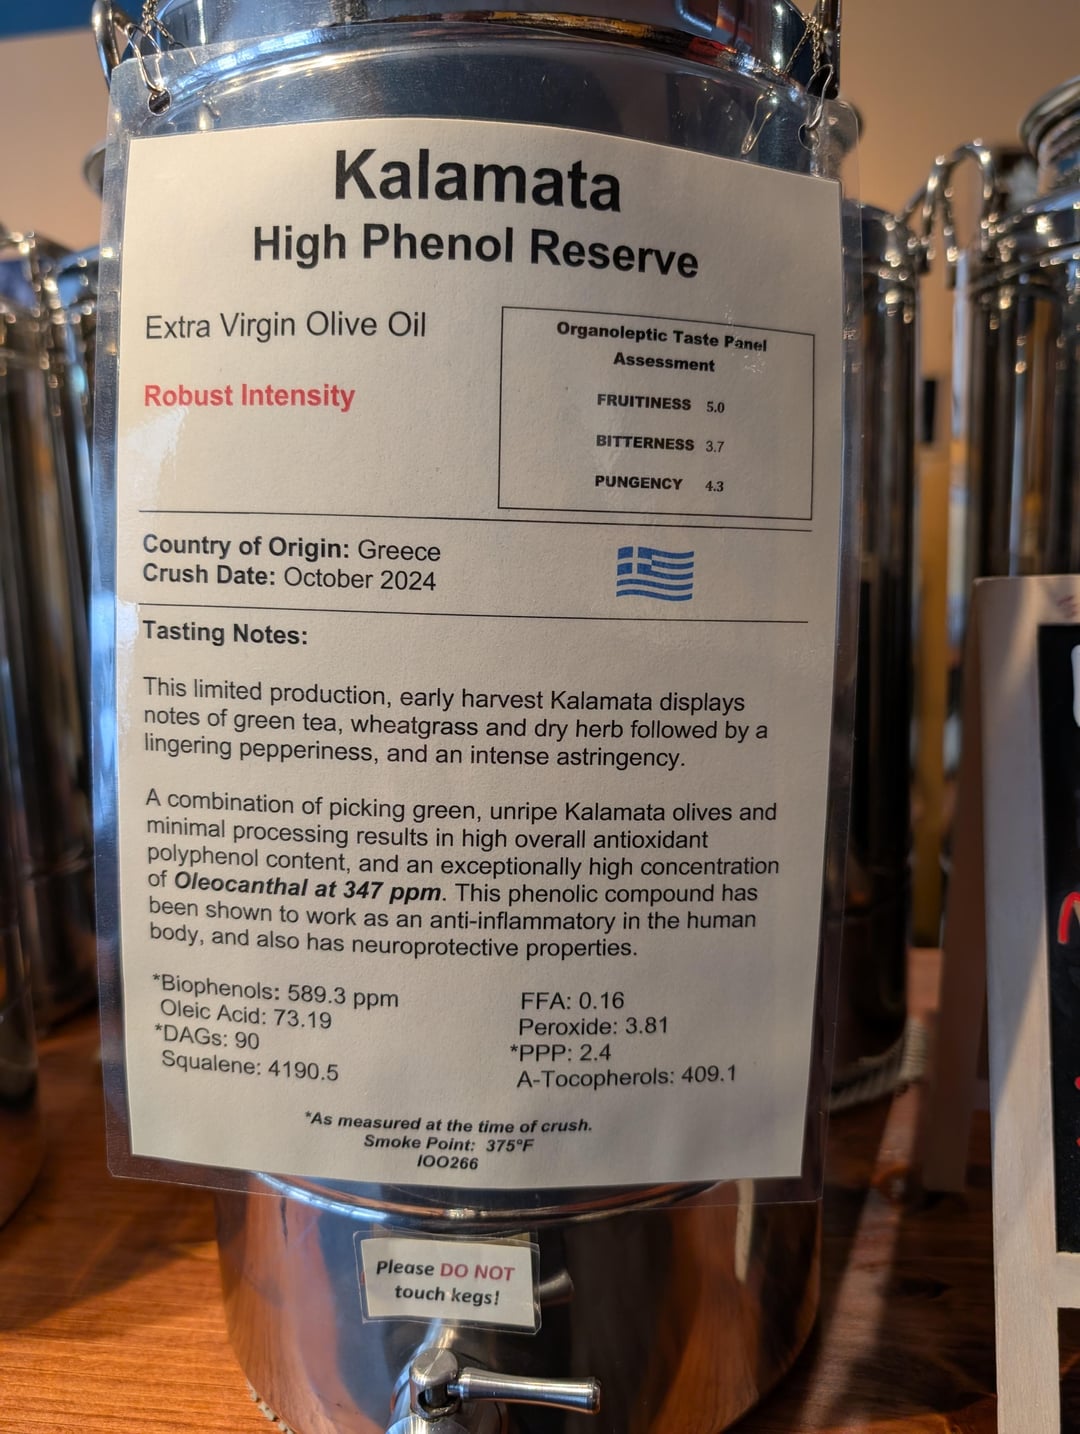 Kalamata
High Phenol Reserve
Extra Virgin Olive Oil
Robust Intensity
Organoleptic Taste Panel
Assessment
FRUITINESS 5.0
BITTERNESS 3.7
PUNGENCY 4.3
Country of Origin: Greece
Crush Date: October 2024
Tasting Notes:
This limited production, early harvest Kalamata displays
notes of green tea, wheatgrass and dry herb followed by a
lingering pepperiness, and an intense astringency.
A combination of picking green, unripe Kalamata olives and
minimal processing results in high overall antioxidant
polyphenol content, and an exceptionally high concentration
of Oleocanthal at 347 ppm. This phenolic compound has
been shown to work as an anti-inflammatory in the human
body, and also has neuroprotective properties.
*Biophenols: 589.3 ppm
Oleic Acid: 73.19
*DAGs: 90
Squalene: 4190.5
FFA: 0.16
Peroxide: 3.81
*PPP: 2.4
A-Tocopherols: 409.1
*As measured at the time of crush.
Smoke Point: 375°F
IOO266
Please DO NOT
touch kegs!